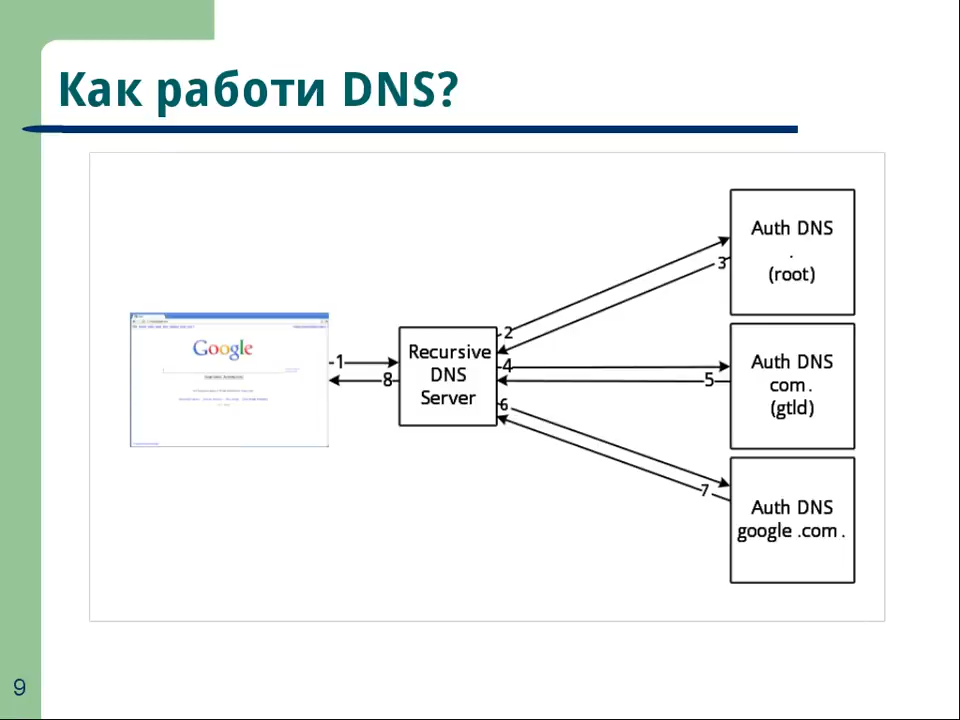 Как работи DNS?
Google
1
8
Recursive
DNS
Server
2
3
4
5
6
7
Auth DNS
.
(root)
Auth DNS
com.
(gtld)
Auth DNS
google .com .
9